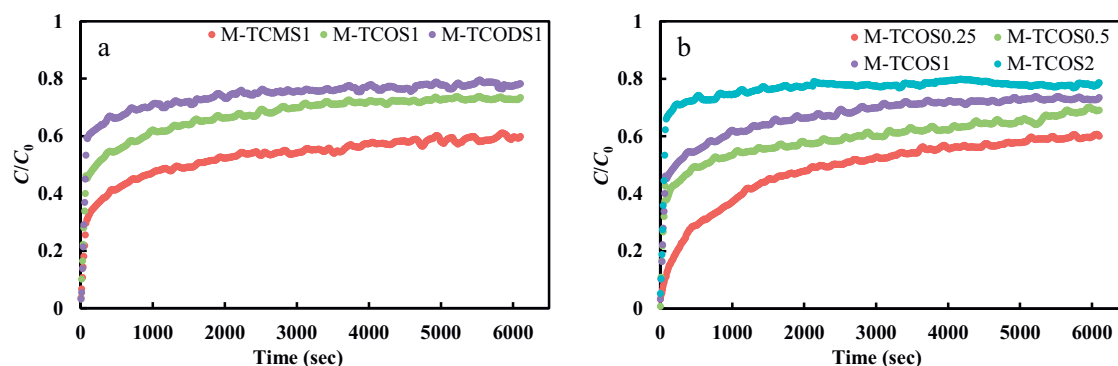 a
M-TCMS1 M-TCOS1 M-TCODS1
C/C0
1
0.8
0.6
0.4
0.2
0
0 1000 2000 3000 4000 5000 6000
Time (sec)
b
M-TCOS0.25 M-TCOS0.5
M-TCOS1 M-TCOS2
C/C0
1
0.8
0.6
0.4
0.2
0
0 1000 2000 3000 4000 5000 6000
Time (sec)